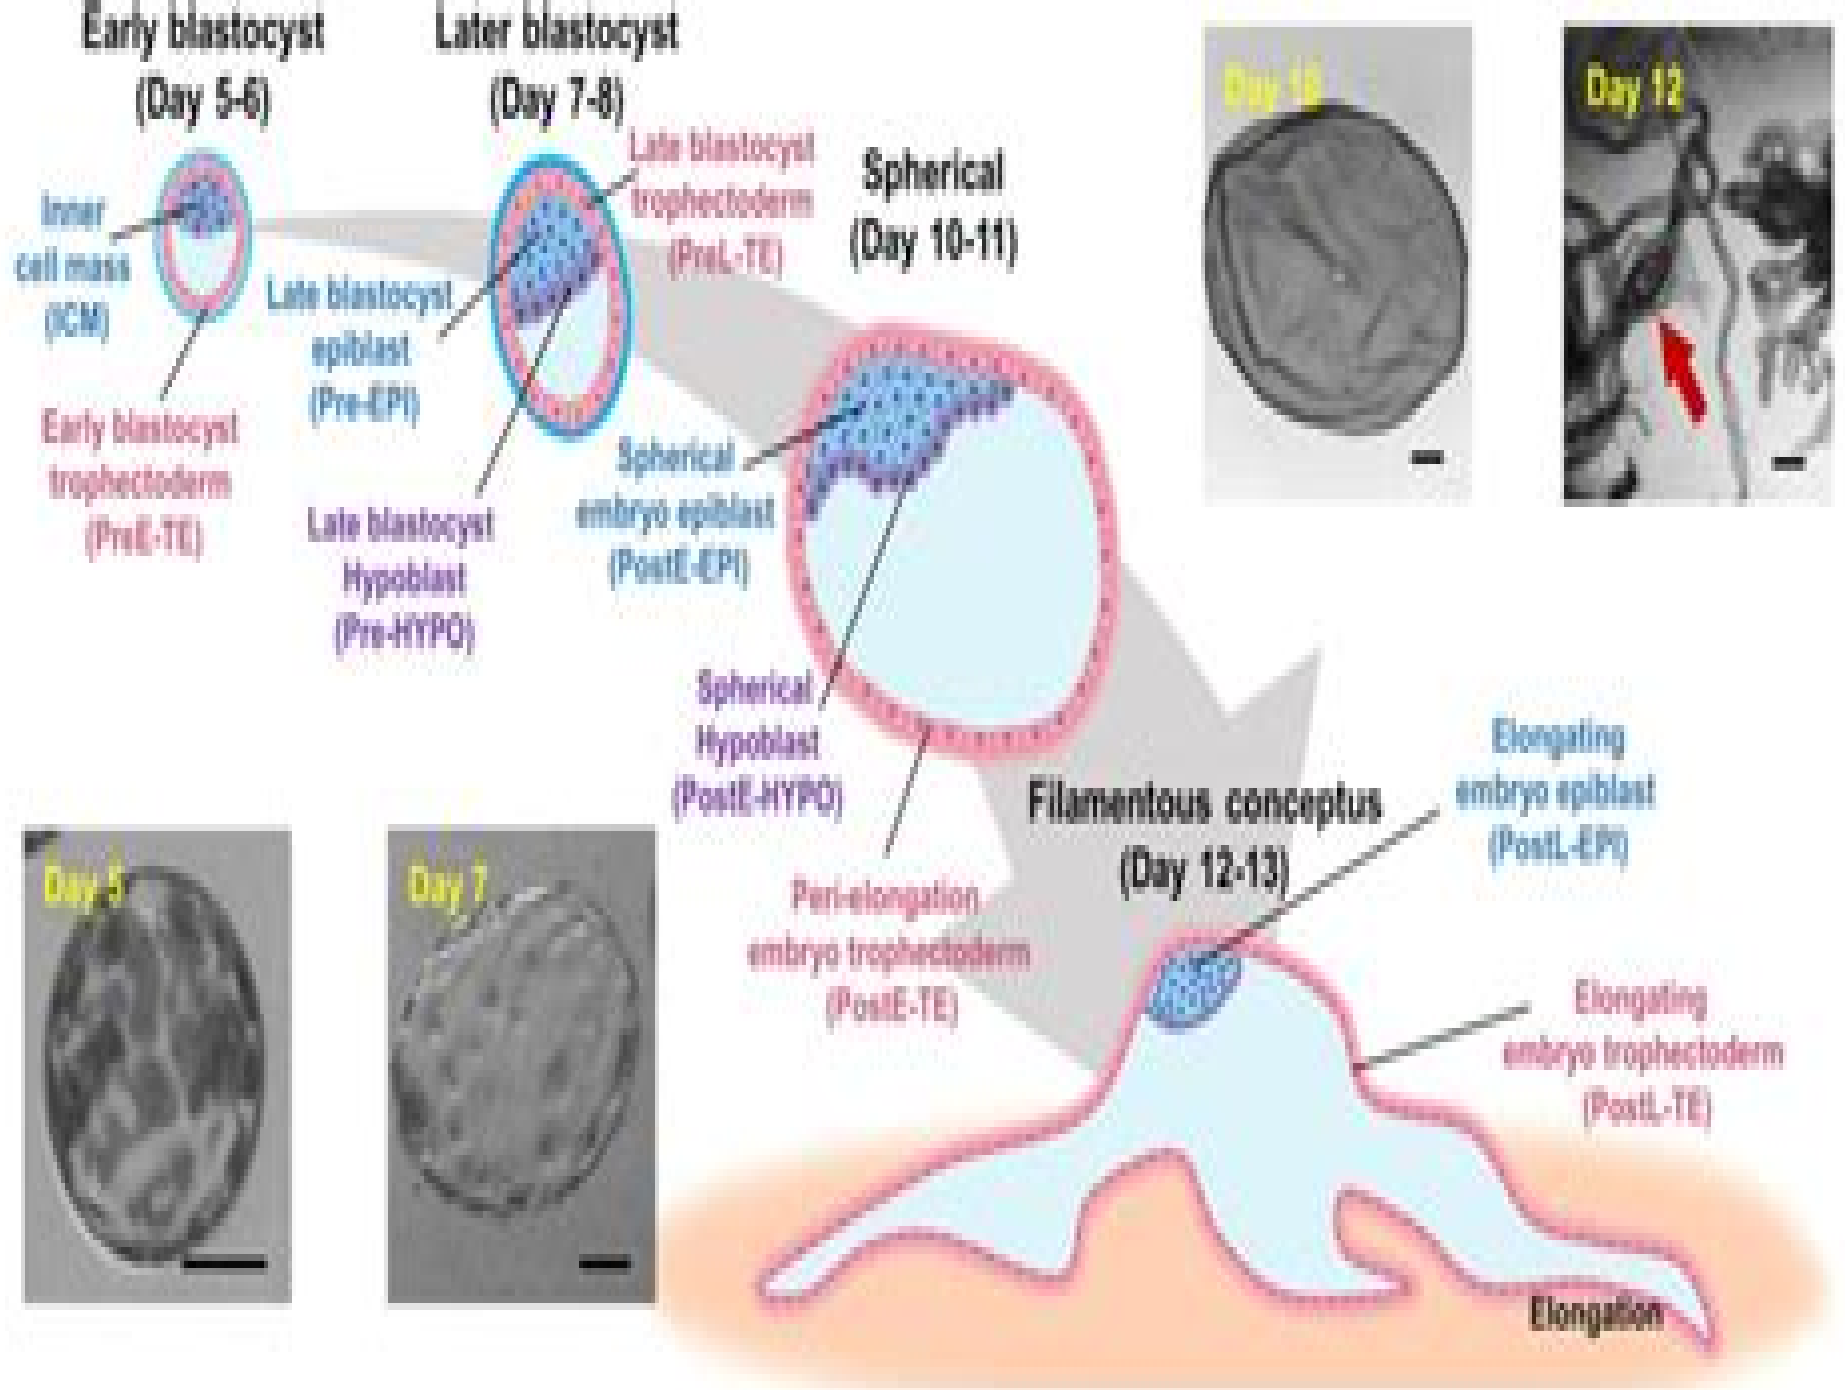 Early blastocyst
(Day 5-6)
Later blastocyst
(Day 7-8)
Inner
cell mass
(ICM)
Early blastocyst
trophectoderm
(PreE-TE)
Late blastocyst
trophectoderm
(PreL-TE)
Late blastocyst
epiblast
(Pre-EPI)
Late blastocyst
Hypoblast
(Pre-HYPO)
Spherical
(Day 10-11)
Spherical
embryo epiblast
(PostE-EPI)
Spherical
Hypoblast
(PostE-HYPO)
Peri-elongation
embryo trophectoderm
(PostE-TE)
Day 10
Day 12
Filamentous conceptus
(Day 12-13)
Elongating
embryo epiblast
(PostL-EPI)
Elongating
embryo trophectoderm
(PostL-TE)
Elongation
Day 5
Day 7